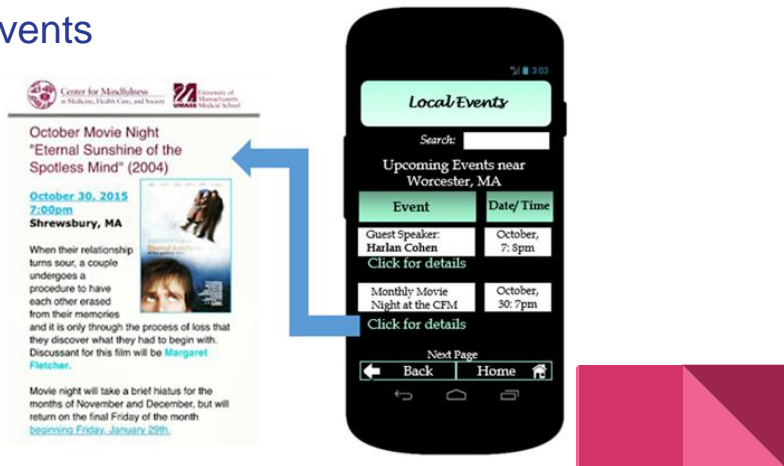 vents
Center for Mindfulness
in Medicine, Health Care, and Society
UMASS
University of
Massachusetts
Medical School
October Movie Night
"Eternal Sunshine of the
Spotless Mind" (2004)
October 30, 2015
7:00pm
Shrewsbury, MA
When their relationship
turns sour, a couple
undergoes a
procedure to have
each other erased
from their memories
and it is only through the process of loss that
they discover what they had to begin with.
Discussant for this film will be Margaret
Fletcher.
Movie night will take a brief hiatus for the
months of November and December, but will
return on the final Friday of the month
beginning Friday, January 29th.
3:03
Local Events
Search:
Upcoming Events near
Worcester, MA
Event Date/Time
Guest Speaker: October,
Harlan Cohen 7: 8pm
Click for details
Monthly Movie October,
Night at the CFM 30: 7pm
Click for details
Next Page
Back Home